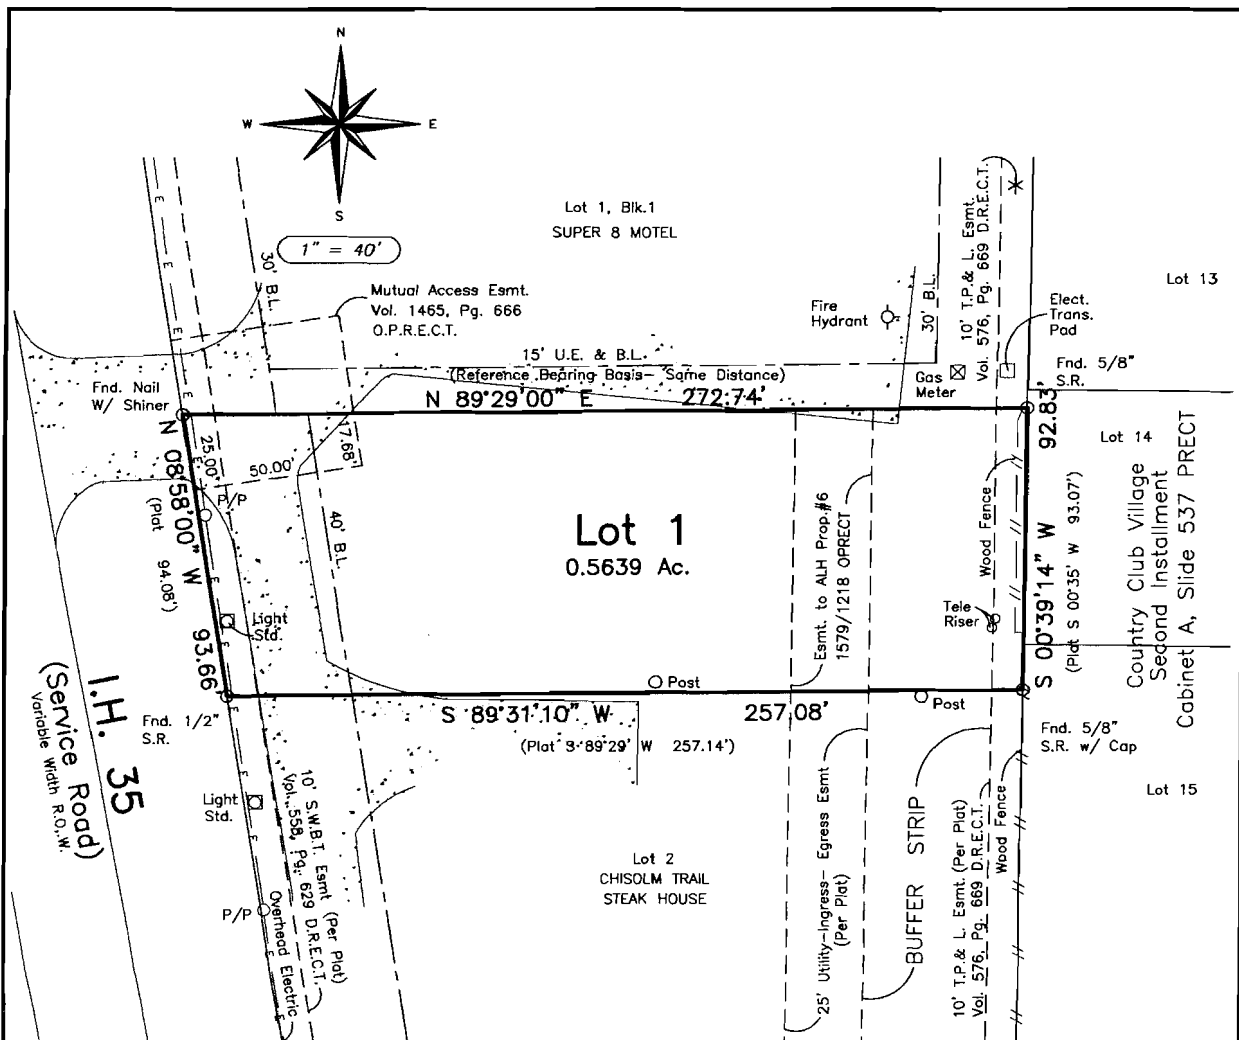 N
W
E
S
1" = 40'
Lot 1, Blk.1
SUPER 8 MOTEL
30' B.L.
Mutual Access Esmt.
Vol. 1465, Pg. 666
O.P.R.E.C.T.
Fire
Hydrant
30' B.L.
10' T.P.& L. Esmt.
Vol. 576, Pg. 669 D.R.E.C.T.
Lot 13
Elect.
Trans.
Pad
15' U.E. & B.L.
(Reference Bearing Basis- Same Distance)
N 89°29'00" E 272.74'
Gas
Meter
Fnd. 5/8"
S.R.
Fnd. Nail
W/ Shiner
N 08°58'00" W 93.66'
(Plat 94.08')
25.00'
50.00'
17.68'
P/P
40' B.L.
Lot 1
0.5639 Ac.
Esmt. to ALH Prop.#6
1579/1218 OPRECT
Wood Fence
92.83'
S 00°39'14" W
(Plat S 00°35' W 93.07')
Lot 14
Country Club Village
Second Installment
Cabinet A, Slide 537 PRECT
Tele
Riser
Light
Std.
Post
Post
S 89°31'10" W 257.08'
(Plat S 89°29' W 257.14')
Fnd. 1/2"
S.R.
Fnd. 5/8"
S.R. w/ Cap
I.H. 35
(Service Road)
Variable Width R.O.W.
Light
Std.
10' S.W.B.T. Esmt (Per Plat)
Vol. 558, Pg. 629 D.R.E.C.T.
P/P
Overhead Electric
Lot 2
CHISOLM TRAIL
STEAK HOUSE
25' Utility-Ingress- Egress Esmt
(Per Plat)
BUFFER STRIP
10' T.P.& L. Esmt. (Per Plat)
Vol. 576, Pg. 669 D.R.E.C.T.
Wood Fence
Lot 15